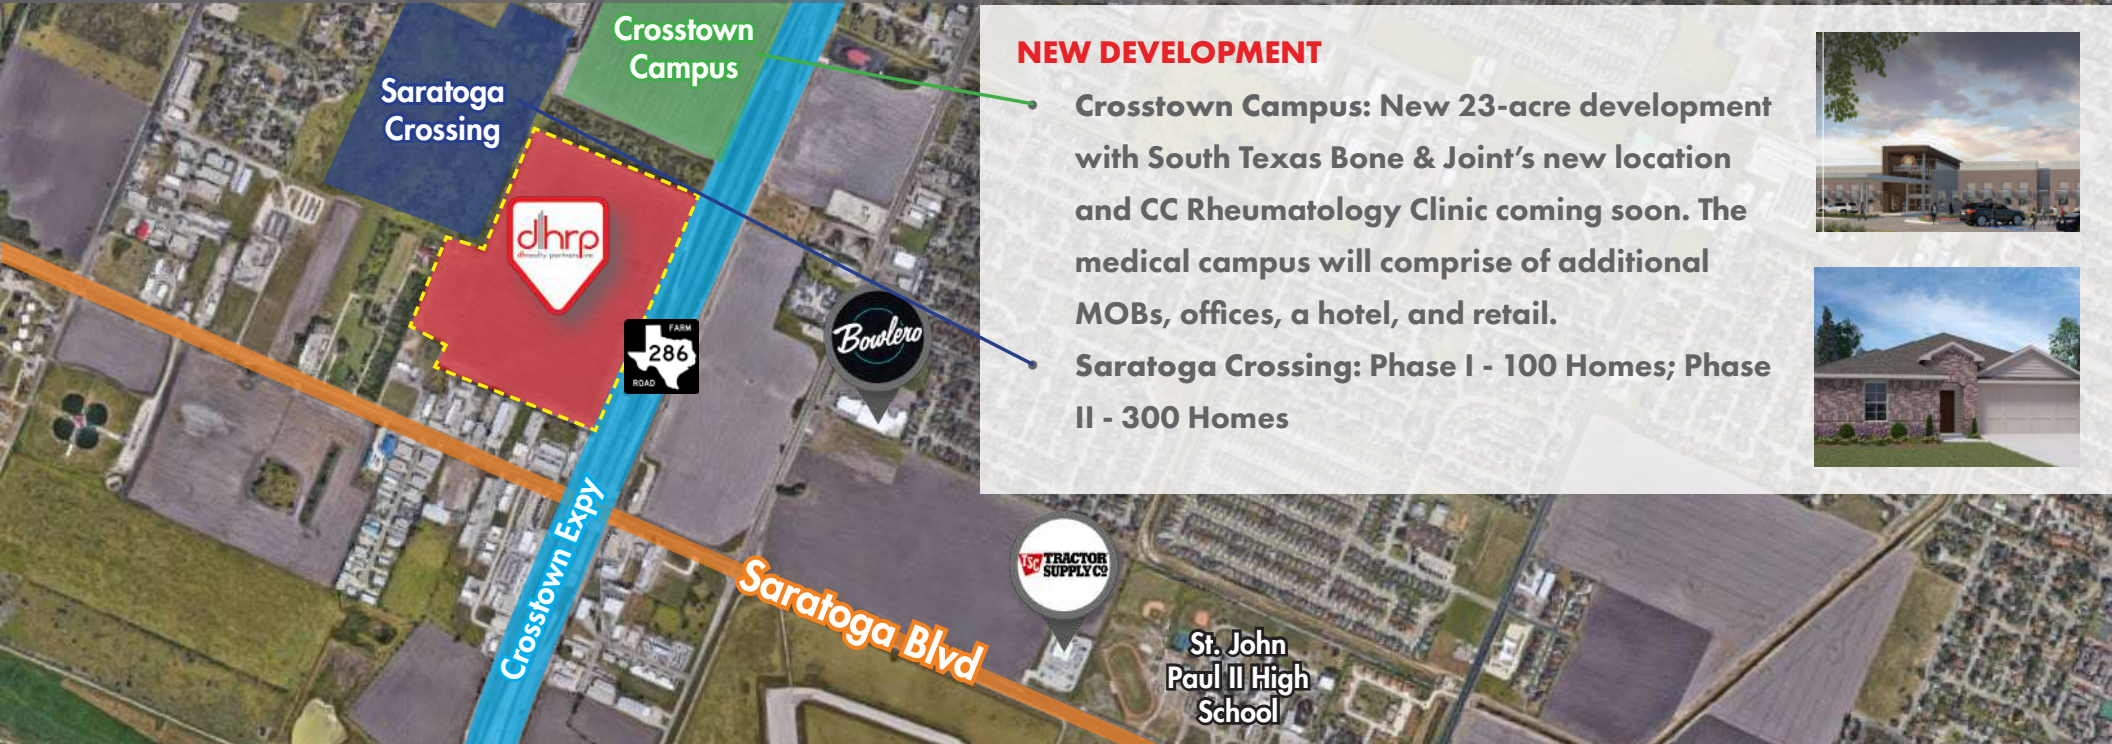 Crosstown
Campus
Saratoga
Crossing
dhrp
FARM
286
ROAD
Bowlero
Crosstown Expy
Saratoga Blvd
TSC TRACTOR
SUPPLY CO
St. John
Paul II High
School
NEW DEVELOPMENT
• Crosstown Campus: New 23-acre development
with South Texas Bone & Joint’s new location
and CC Rheumatology Clinic coming soon. The
medical campus will comprise of additional
MOBs, offices, a hotel, and retail.
• Saratoga Crossing: Phase I - 100 Homes; Phase
II - 300 Homes